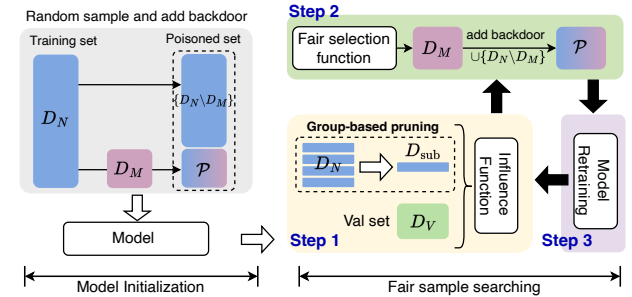 Random sample and add backdoor
Training set
Poisoned set
D_N
{D_N\D_M}
D_M
𝒫
Model
Model Initialization
Step 2
Fair selection
function
D_M
add backdoor
∪{D_N\D_M}
𝒫
Group-based pruning
D_N
D_sub
Val set
D_V
Influence
Function
Step 1
Model
Retraining
Step 3
Fair sample searching